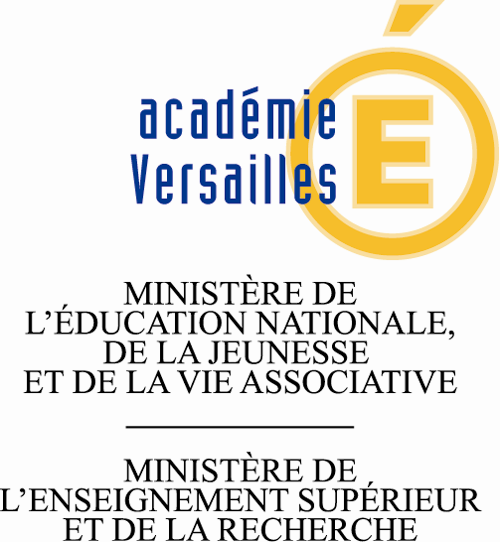 académie
Versailles
É
MINISTÈRE DE
L'ÉDUCATION NATIONALE,
DE LA JEUNESSE
ET DE LA VIE ASSOCIATIVE
MINISTÈRE DE
L'ENSEIGNEMENT SUPÉRIEUR
ET DE LA RECHERCHE